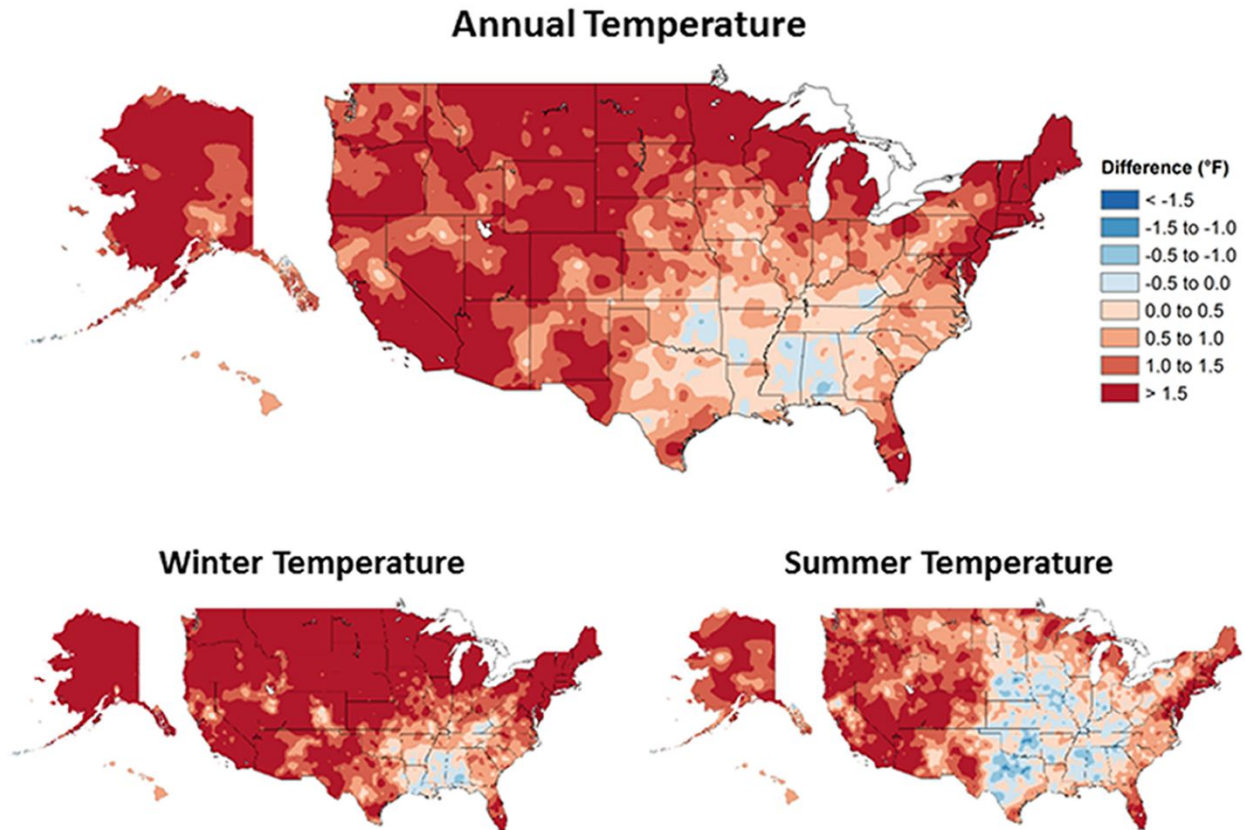 Annual Temperature
Difference (°F)
< -1.5
-1.5 to -1.0
-0.5 to -1.0
-0.5 to 0.0
0.0 to 0.5
0.5 to 1.0
1.0 to 1.5
> 1.5
Winter Temperature
Summer Temperature